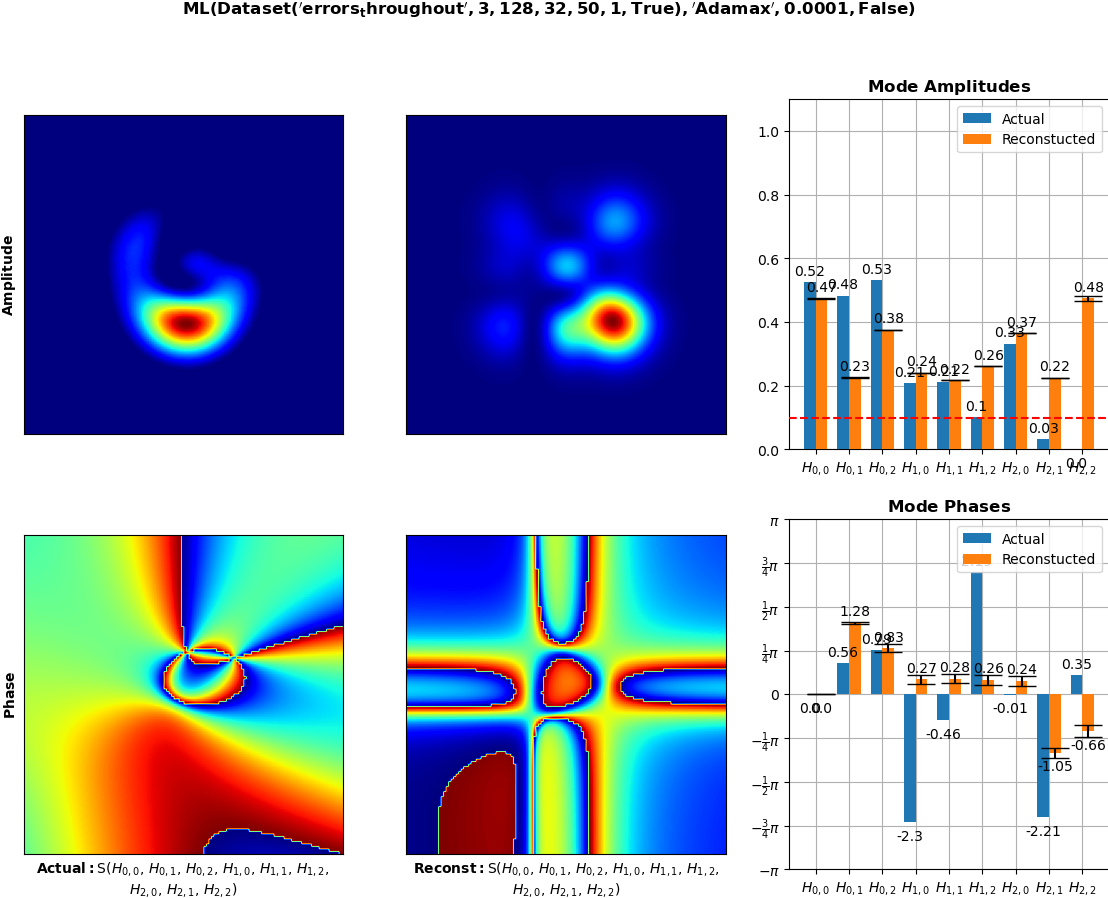 ML(Dataset('errors_throughout', 3, 128, 32, 50, 1, True), 'Adamax', 0.0001, False)
Amplitude
Mode Amplitudes
Actual
Reconstucted
1.0
0.8
0.6
0.4
0.2
0.0
0.52
0.47
0.48
0.23
0.53
0.38
0.21
0.24
0.21
0.22
0.1
0.26
0.33
0.37
0.03
0.22
0.0
0.48
H0,0 H0,1 H0,2 H1,0 H1,1 H1,2 H2,0 H2,1 H2,2
Phase
Actual: S(H0,0, H0,1, H0,2, H1,0, H1,1, H1,2,
H2,0, H2,1, H2,2)
Reconst: S(H0,0, H0,1, H0,2, H1,0, H1,1, H1,2,
H2,0, H2,1, H2,2)
Mode Phases
Actual
Reconstucted
π
3/4π
1/2π
1/4π
0
−1/4π
−1/2π
−3/4π
−π
0.0
0.0
0.56
1.28
0.83
-2.3
0.27
-0.46
0.28
0.26
-0.01
0.24
-2.21
-1.05
0.35
-0.66
H0,0 H0,1 H0,2 H1,0 H1,1 H1,2 H2,0 H2,1 H2,2